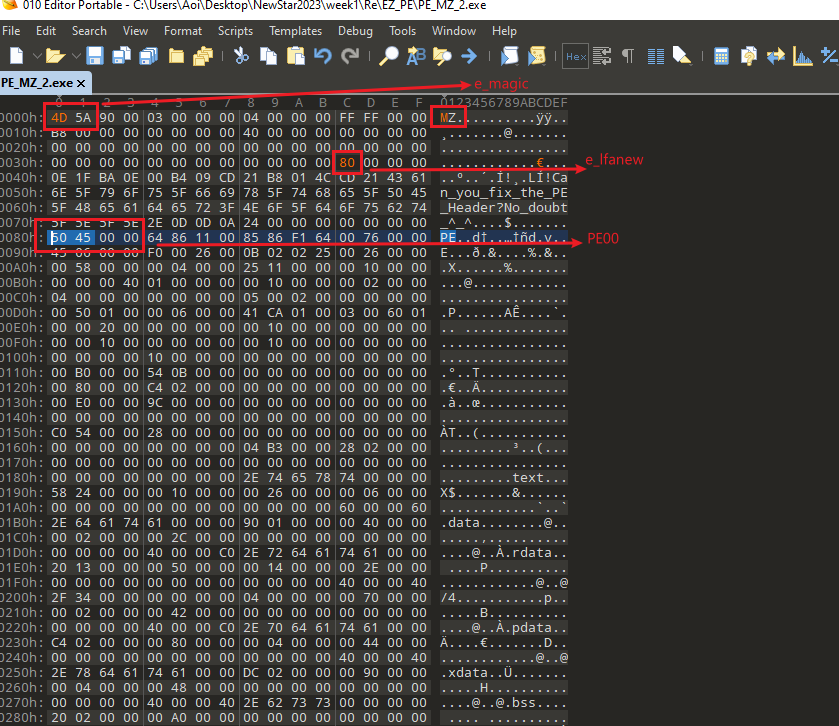 010 Editor Portable - C:\Users\Aoi\Desktop\NewStar2023\week1\Re\EZ_PE\PE_MZ_2.exe
File Edit Search View Format Scripts Templates Debug Tools Window Help
Hex
PE_MZ_2.exe ×
e_magic
0 1 2 3 4 5 6 7 8 9 A B C D E F 0123456789ABCDEF
0000h: 4D 5A 90 00 03 00 00 00 04 00 00 00 FF FF 00 00 MZ..........ÿÿ..
0010h: B8 00 00 00 00 00 00 00 40 00 00 00 00 00 00 00 ........@.......
0020h: 00 00 00 00 00 00 00 00 00 00 00 00 00 00 00 00 ................
0030h: 00 00 00 00 00 00 00 00 00 00 00 00 80 00 00 00 ............€...
e_lfanew
0040h: 0E 1F BA 0E 00 B4 09 CD 21 B8 01 4C CD 21 43 61 ..º..´.Í!¸.LÍ!Ca
0050h: 6E 5F 79 6F 75 5F 66 69 78 5F 74 68 65 5F 50 45 n_you_fix_the_PE
0060h: 5F 48 65 61 64 65 72 3F 4E 6F 5F 64 6F 75 62 74 _Header?No_doubt
0070h: 5F 5E 5F 5E 2E 0D 0D 0A 24 00 00 00 00 00 00 00 _^_^....$.......
0080h: 50 45 00 00 64 86 11 00 85 86 F1 64 00 76 00 00 PE..d†..…†ñd.v..
PE00
0090h: 45 06 00 00 F0 00 26 00 0B 02 02 25 00 26 00 00 E...ð.&....%.&..
00A0h: 00 58 00 00 00 04 00 00 25 11 00 00 00 10 00 00 .X......%.......
00B0h: 00 00 00 40 01 00 00 00 00 10 00 00 00 02 00 00 ...@............
00C0h: 04 00 00 00 00 00 00 00 05 00 02 00 00 00 00 00 ................
00D0h: 00 50 01 00 00 06 00 00 41 CA 01 00 03 00 60 01 .P......AÊ....`.
00E0h: 00 00 20 00 00 00 00 00 00 10 00 00 00 00 00 00 .. .............
00F0h: 00 00 10 00 00 00 00 00 00 10 00 00 00 00 00 00 ................
0100h: 00 00 00 00 10 00 00 00 00 00 00 00 00 00 00 00 ................
0110h: 00 B0 00 00 54 0B 00 00 00 00 00 00 00 00 00 00 .°..T...........
0120h: 00 80 00 00 C4 02 00 00 00 00 00 00 00 00 00 00 .€..Ä...........
0130h: 00 E0 00 00 9C 00 00 00 00 00 00 00 00 00 00 00 .à..œ...........
0140h: 00 00 00 00 00 00 00 00 00 00 00 00 00 00 00 00 ................
0150h: C0 54 00 00 28 00 00 00 00 00 00 00 00 00 00 00 ÀT..(...........
0160h: 00 00 00 00 00 00 00 00 04 B3 00 00 28 02 00 00 .........³..(...
0170h: 00 00 00 00 00 00 00 00 00 00 00 00 00 00 00 00 ................
0180h: 00 00 00 00 00 00 00 00 2E 74 65 78 74 00 00 00 .........text...
0190h: 58 24 00 00 00 10 00 00 00 26 00 00 00 06 00 00 X$.......&......
01A0h: 00 00 00 00 00 00 00 00 00 00 00 00 60 00 00 60 ............`..`
01B0h: 2E 64 61 74 61 00 00 00 90 01 00 00 00 40 00 00 .data........@..
01C0h: 00 02 00 00 00 2C 00 00 00 00 00 00 00 00 00 00 .....,..........
01D0h: 00 00 00 00 40 00 00 C0 2E 72 64 61 74 61 00 00 ....@..À.rdata..
01E0h: 20 13 00 00 00 50 00 00 00 14 00 00 00 2E 00 00 .....P..........
01F0h: 00 00 00 00 00 00 00 00 00 00 00 00 40 00 00 40 ............@..@
0200h: 2F 34 00 00 00 00 00 00 04 00 00 00 00 70 00 00 /4...........p..
0210h: 00 02 00 00 00 42 00 00 00 00 00 00 00 00 00 00 .....B..........
0220h: 00 00 00 00 40 00 00 C0 2E 70 64 61 74 61 00 00 ....@..À.pdata..
0230h: C4 02 00 00 00 80 00 00 00 04 00 00 00 44 00 00 Ä....€.......D..
0240h: 00 00 00 00 00 00 00 00 00 00 00 00 40 00 00 40 ............@..@
0250h: 2E 78 64 61 74 61 00 00 DC 02 00 00 00 90 00 00 .xdata..Ü.......
0260h: 00 04 00 00 00 48 00 00 00 00 00 00 00 00 00 00 .....H..........
0270h: 00 00 00 00 40 00 00 40 2E 62 73 73 00 00 00 00 ....@..@.bss....
0280h: 20 02 00 00 00 A0 00 00 00 00 00 00 00 00 00 00